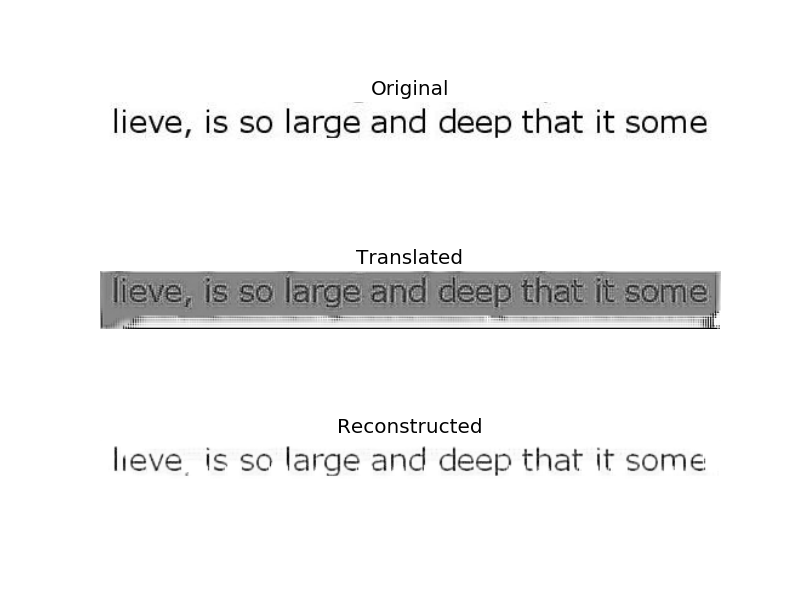 Original
lieve, is so large and deep that it some
Translated
lieve, is so large and deep that it some
Reconstructed
lieve, is so large and deep that it some